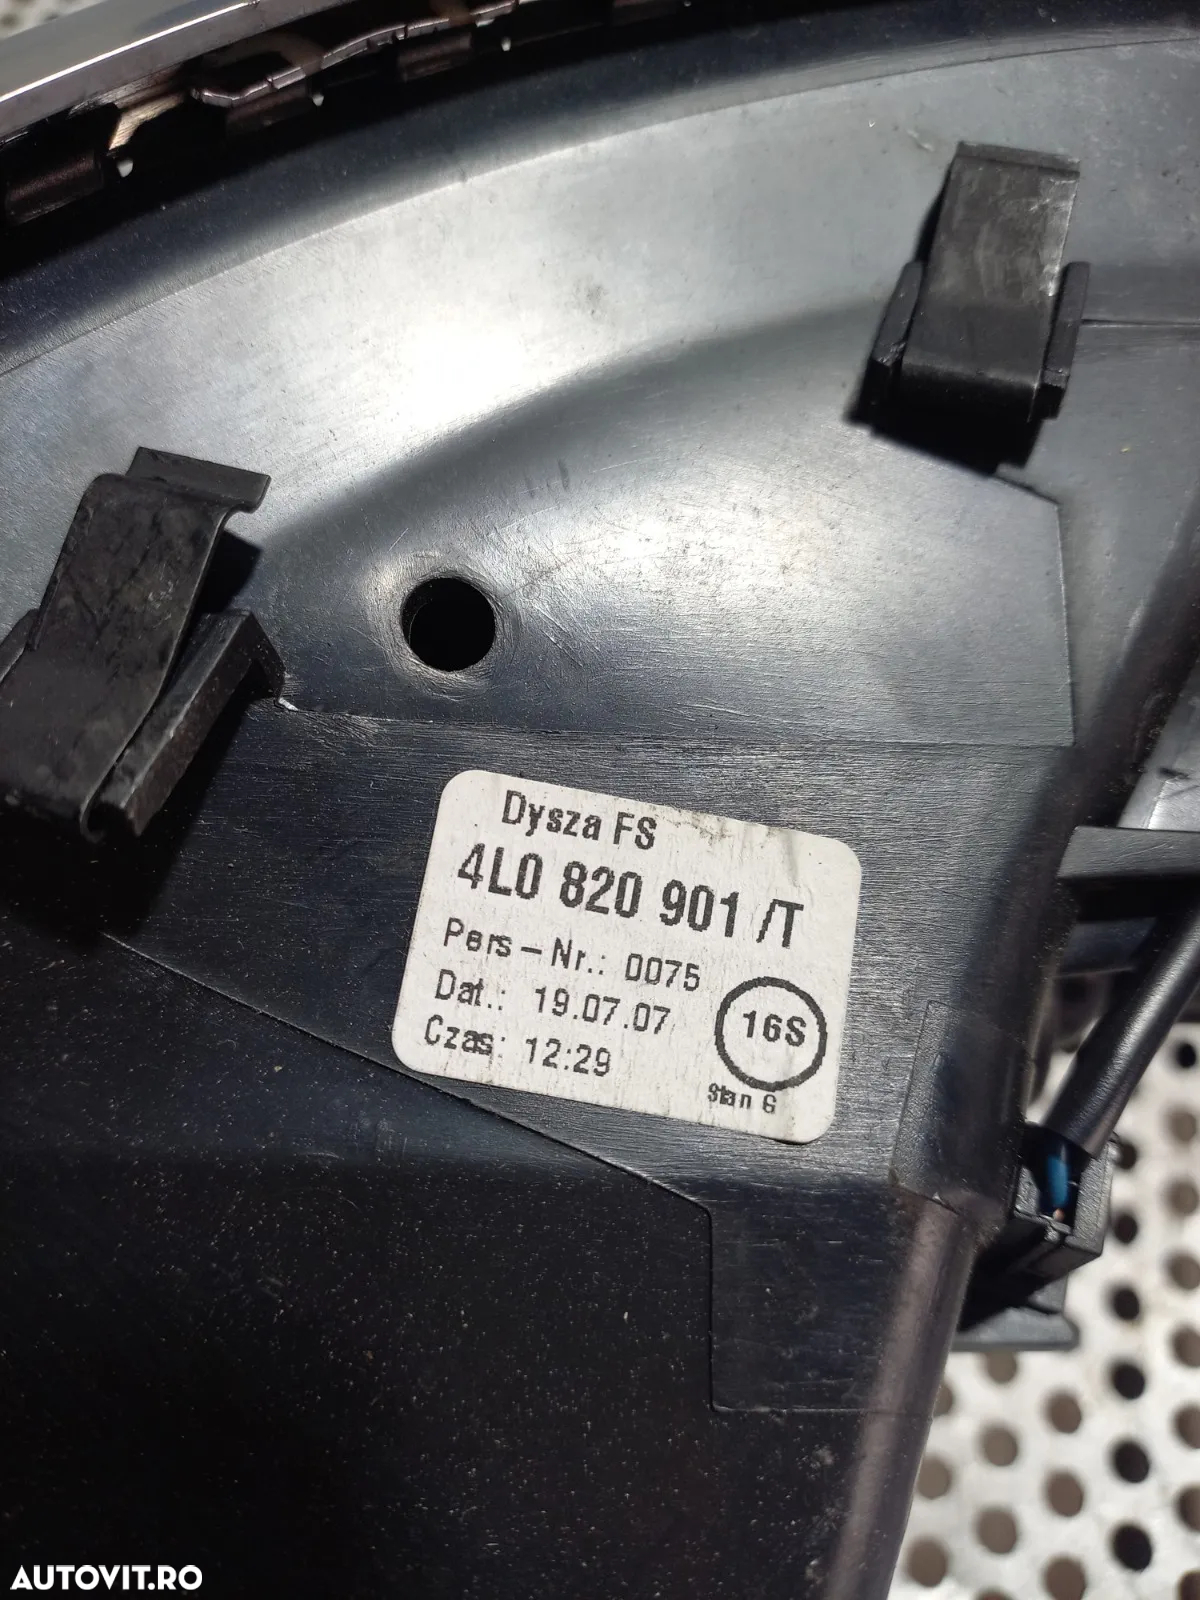 Dysza FS
4L0 820 901 /T
Pers-Nr.: 0075
Dat.: 19.07.07
Czas: 12:29
16S
Stan G
AUTOVIT.RO